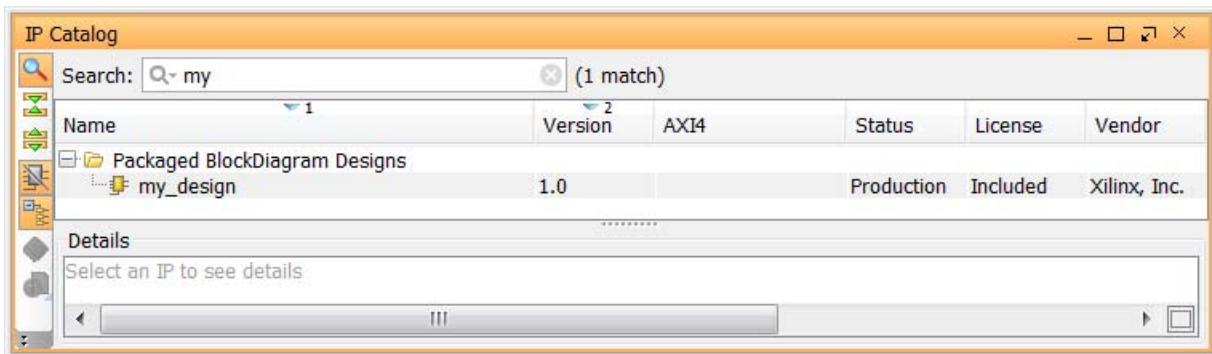 IP Catalog
Search: my (1 match)
Name 1 Version 2 AXI4 Status License Vendor
Packaged BlockDiagram Designs
my_design 1.0 Production Included Xilinx, Inc.
Details
Select an IP to see details